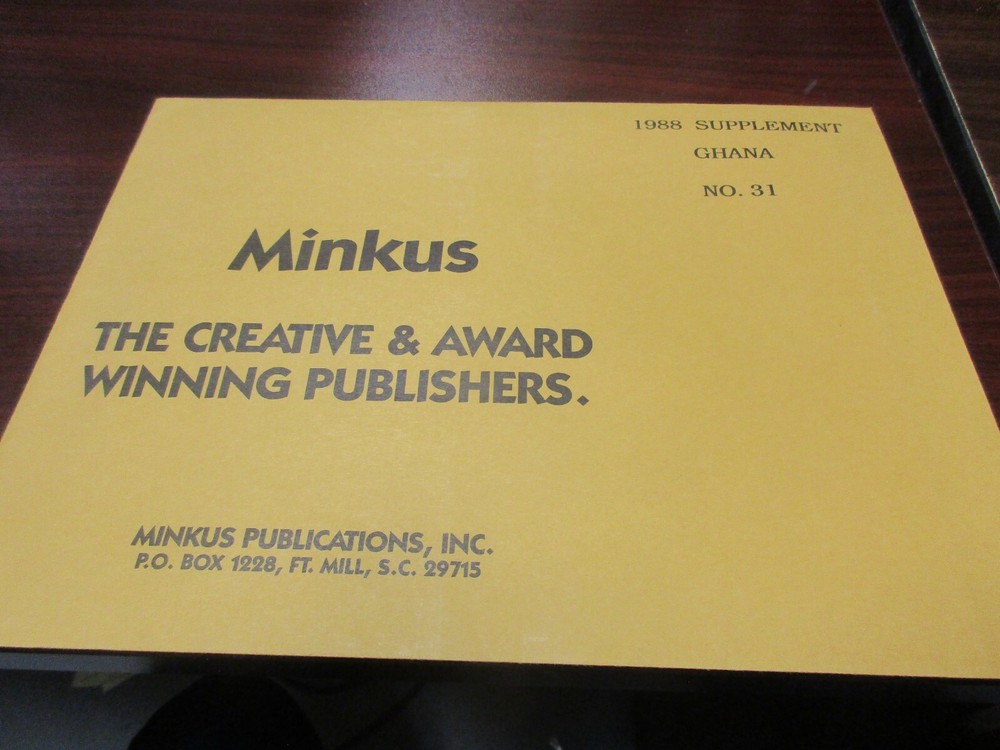 1988 SUPPLEMENT
GHANA
NO. 31
Minkus
THE CREATIVE & AWARD
WINNING PUBLISHERS.
MINKUS PUBLICATIONS, INC.
P.O. BOX 1228, FT. MILL, S.C. 29715